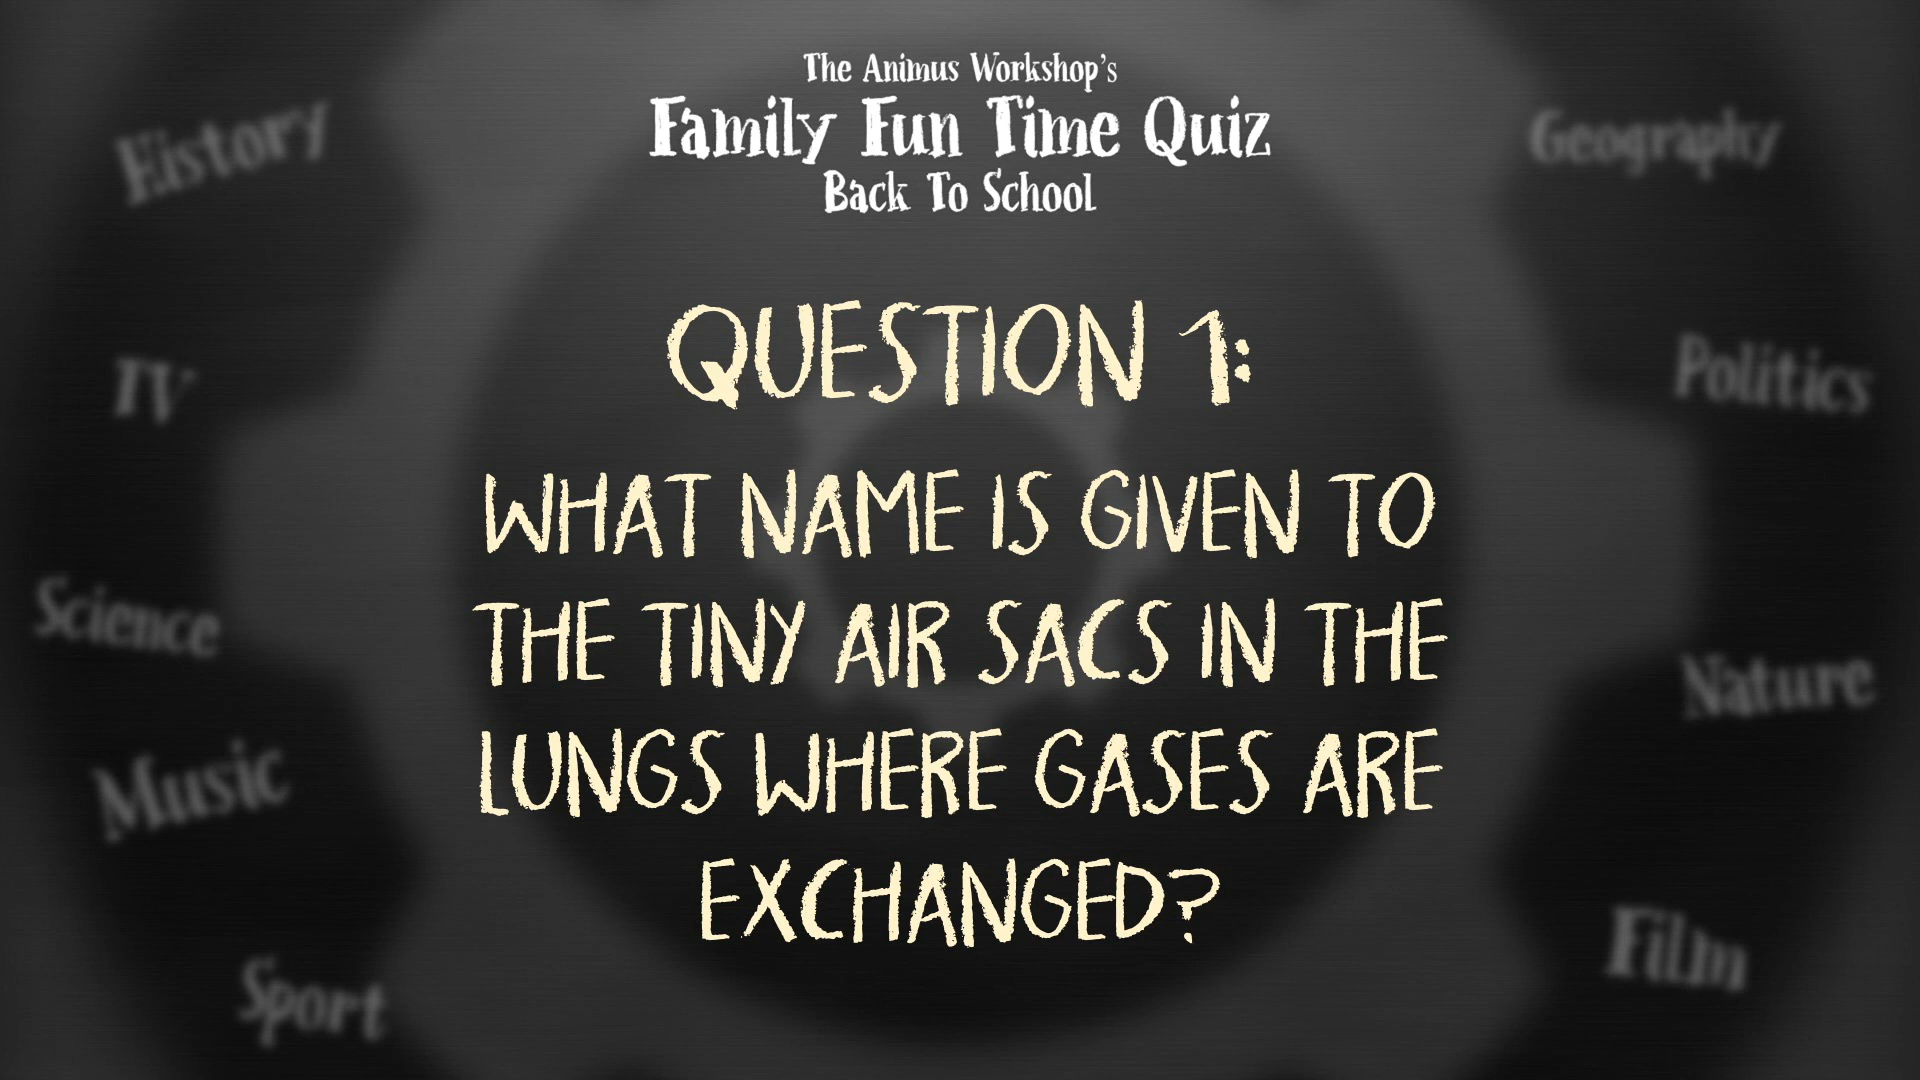 The Animus Workshop's
Family Fun Time Quiz
Back To School
History
Geography
TV
Politics
Science
Nature
Music
Film
Sport
QUESTION 1:
WHAT NAME IS GIVEN TO
THE TINY AIR SACS IN THE
LUNGS WHERE GASES ARE
EXCHANGED?